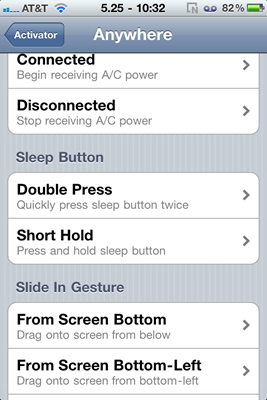 AT&T 5.25 - 10:32 82%
Activator Anywhere
Connected
Begin receiving A/C power
Disconnected
Stop receiving A/C power
Sleep Button
Double Press
Quickly press sleep button twice
Short Hold
Press and hold sleep button
Slide In Gesture
From Screen Bottom
Drag onto screen from below
From Screen Bottom-Left
Drag onto screen from bottom-left